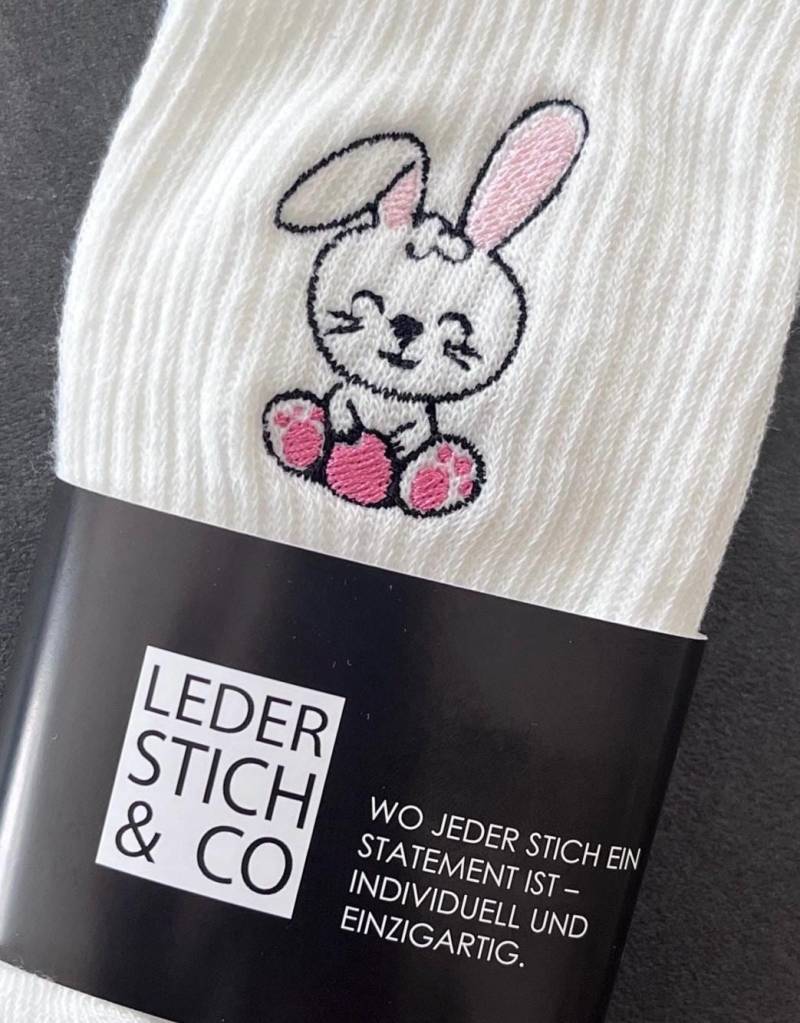 LEDER
STICH
& CO
WO JEDER STICH EIN
STATEMENT IST –
INDIVIDUELL UND
EINZIGARTIG.